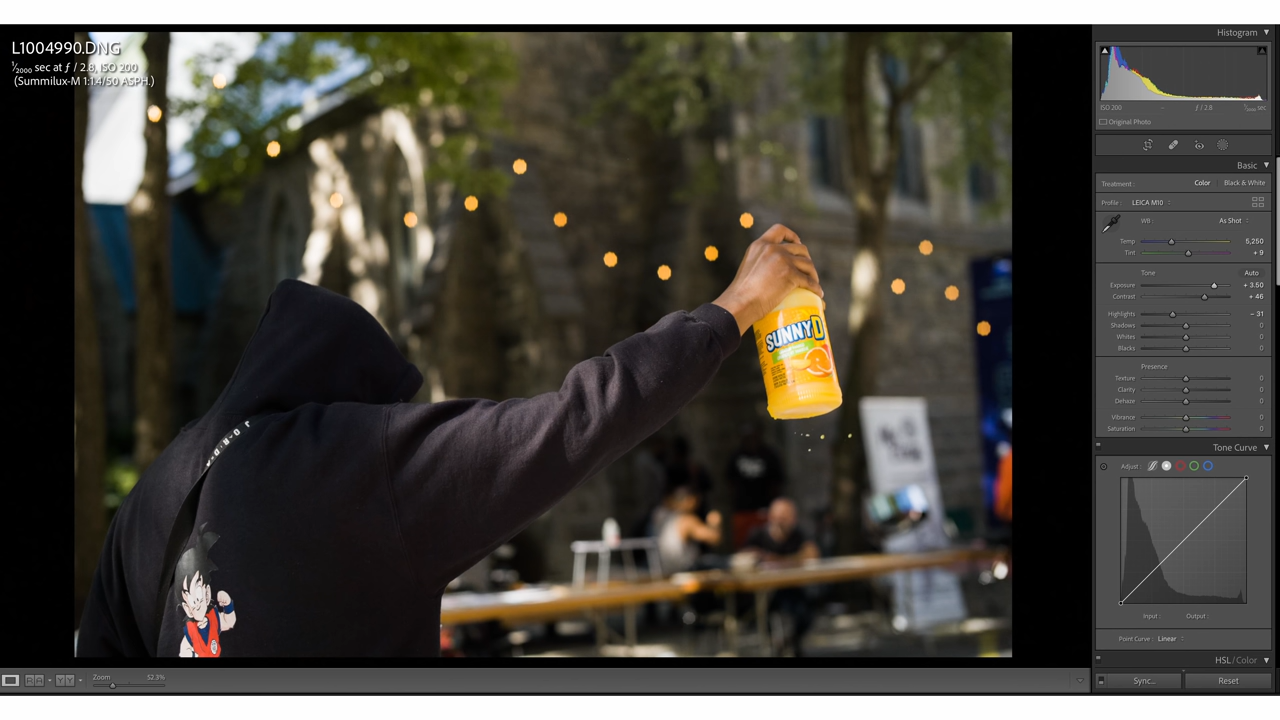 L1004990.DNG
1/2000 sec at ƒ / 2.8, ISO 200
(Summilux-M 1:1.4/50 ASPH.)
SUNNYD
Histogram
ISO 200 - ƒ / 2.8 1/2000 sec
Original Photo
Basic
Treatment : Color Black & White
Profile : LEICA M10
WB : As Shot
Temp 5,250
Tint + 9
Tone Auto
Exposure + 3.50
Contrast + 46
Highlights – 31
Shadows 0
Whites 0
Blacks 0
Presence
Texture 0
Clarity 0
Dehaze 0
Vibrance 0
Saturation 0
Tone Curve
Adjust :
Input : Output :
Point Curve : Linear
HSL / Color
Zoom 52.3%
Sync... Reset